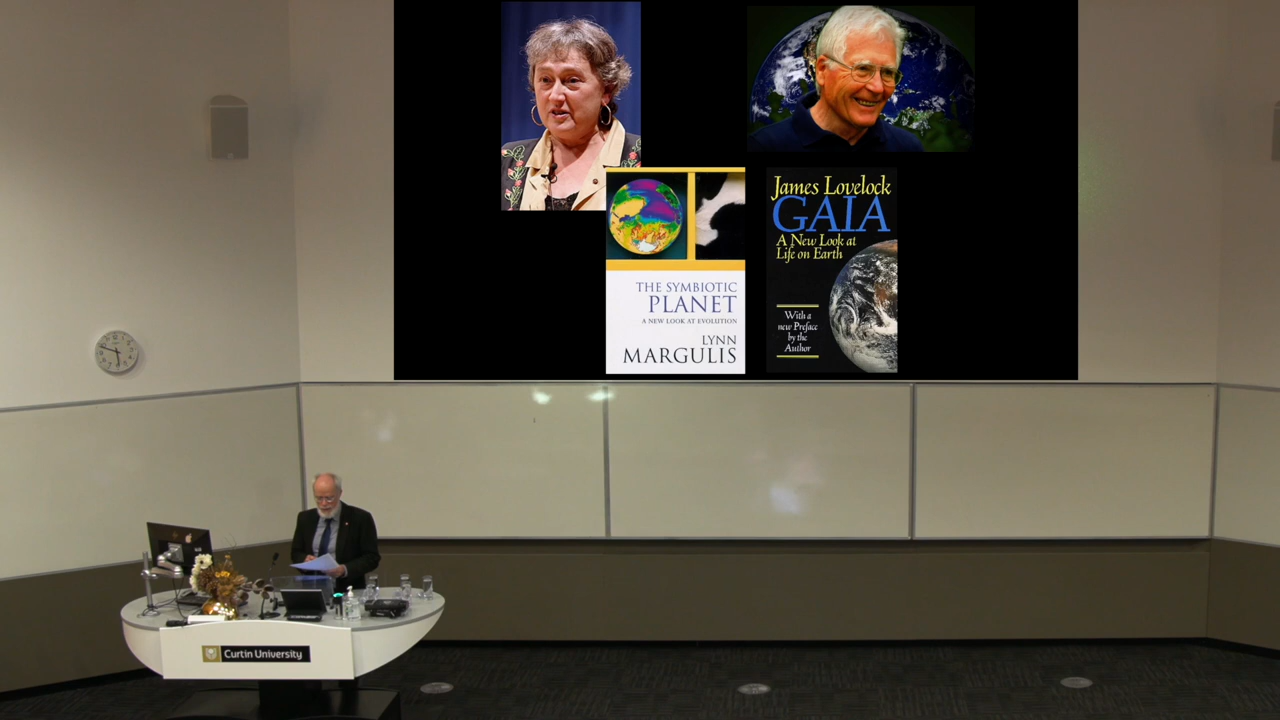 THE SYMBIOTIC
PLANET
A NEW LOOK AT EVOLUTION
LYNN
MARGULIS
James Lovelock
GAIA
A New Look at
Life on Earth
With a
new Preface
by the
Author
Curtin University